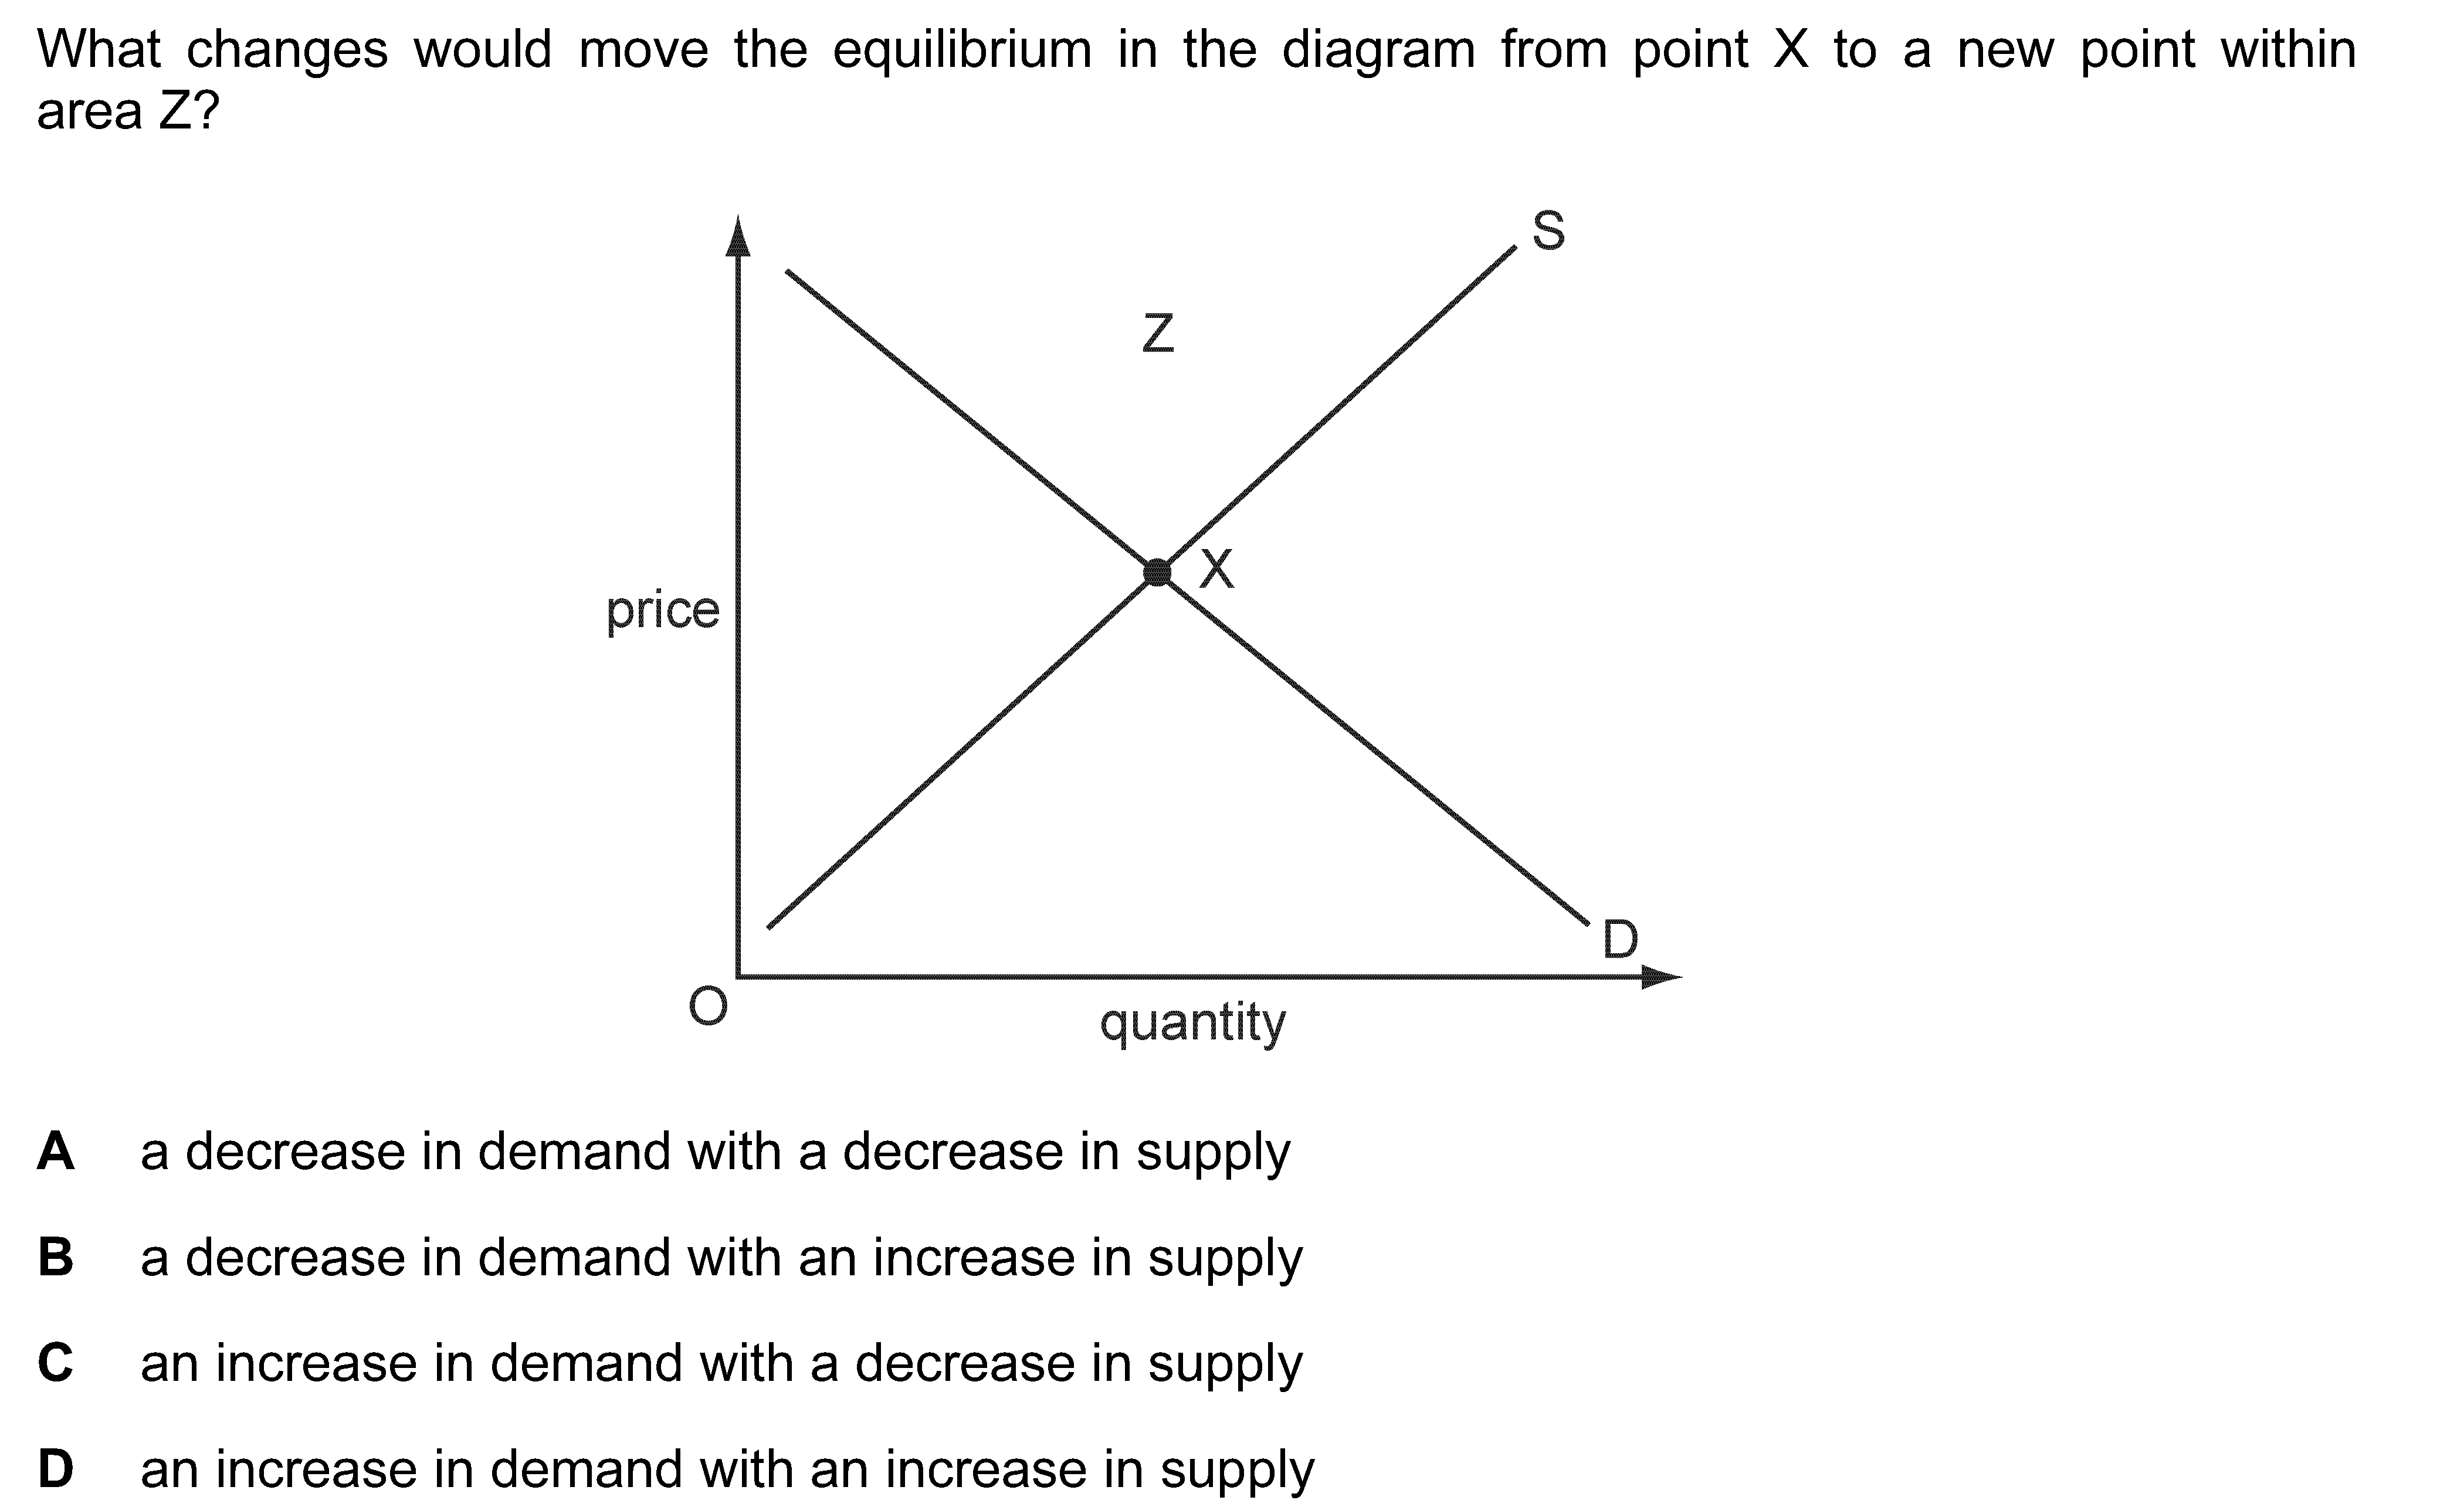 What changes would move the equilibrium in the diagram from point X to a new point within
area Z?
S
Z
X
price
D
O
quantity
A a decrease in demand with a decrease in supply
B a decrease in demand with an increase in supply
C an increase in demand with a decrease in supply
D an increase in demand with an increase in supply